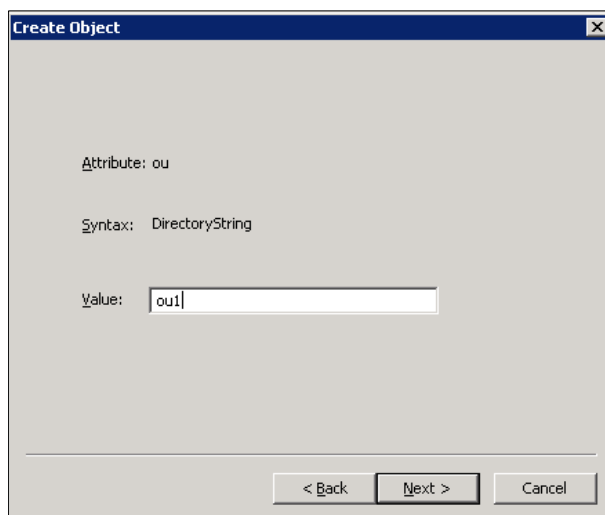 Create Object
Attribute: ou
Syntax: DirectoryString
Value: ou1
< Back Next > Cancel